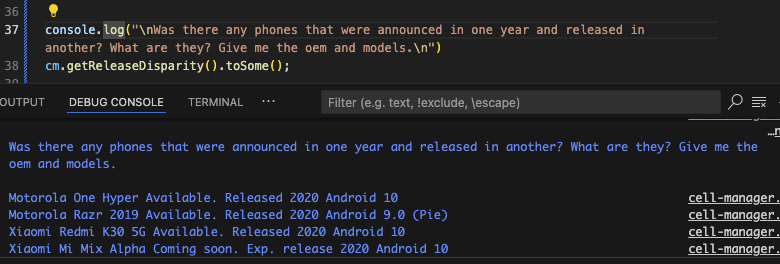 36
37 console.log("\nWas there any phones that were announced in one year and released in
another? What are they? Give me the oem and models.\n")
38 cm.getReleaseDisparity().toSome();
OUTPUT DEBUG CONSOLE TERMINAL ··· Filter (e.g. text, !exclude, \escape)
…n
Was there any phones that were announced in one year and released in another? What are they? Give me the
oem and models.
Motorola One Hyper Available. Released 2020 Android 10 cell-manager.
Motorola Razr 2019 Available. Released 2020 Android 9.0 (Pie) cell-manager.
Xiaomi Redmi K30 5G Available. Released 2020 Android 10 cell-manager.
Xiaomi Mi Mix Alpha Coming soon. Exp. release 2020 Android 10 cell-manager.